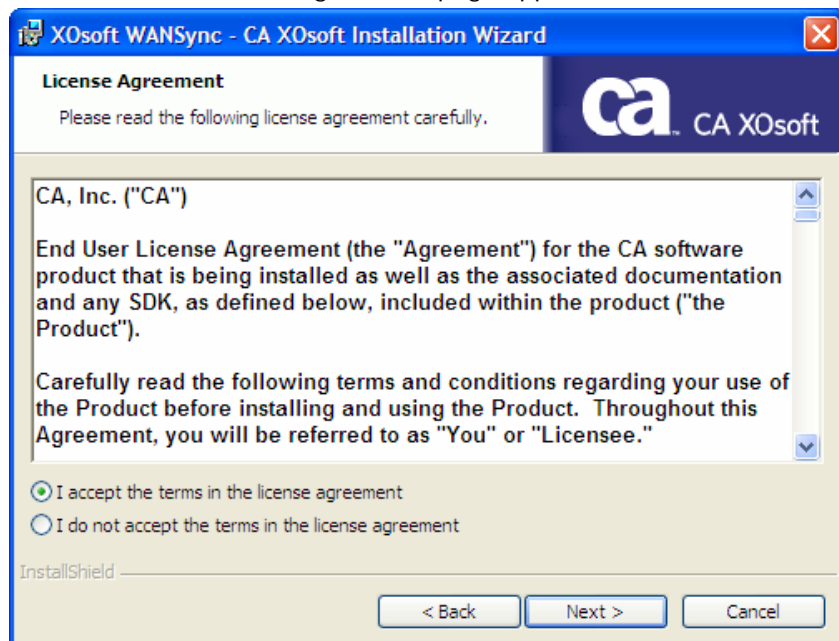 XOsoft WANSync - CA XOsoft Installation Wizard
License Agreement
Please read the following license agreement carefully.
ca™ CA XOsoft
CA, Inc. ("CA")
End User License Agreement (the "Agreement") for the CA software
product that is being installed as well as the associated documentation
and any SDK, as defined below, included within the product ("the
Product").
Carefully read the following terms and conditions regarding your use of
the Product before installing and using the Product.  Throughout this
Agreement, you will be referred to as "You" or "Licensee."
I accept the terms in the license agreement
I do not accept the terms in the license agreement
InstallShield
< Back Next > Cancel